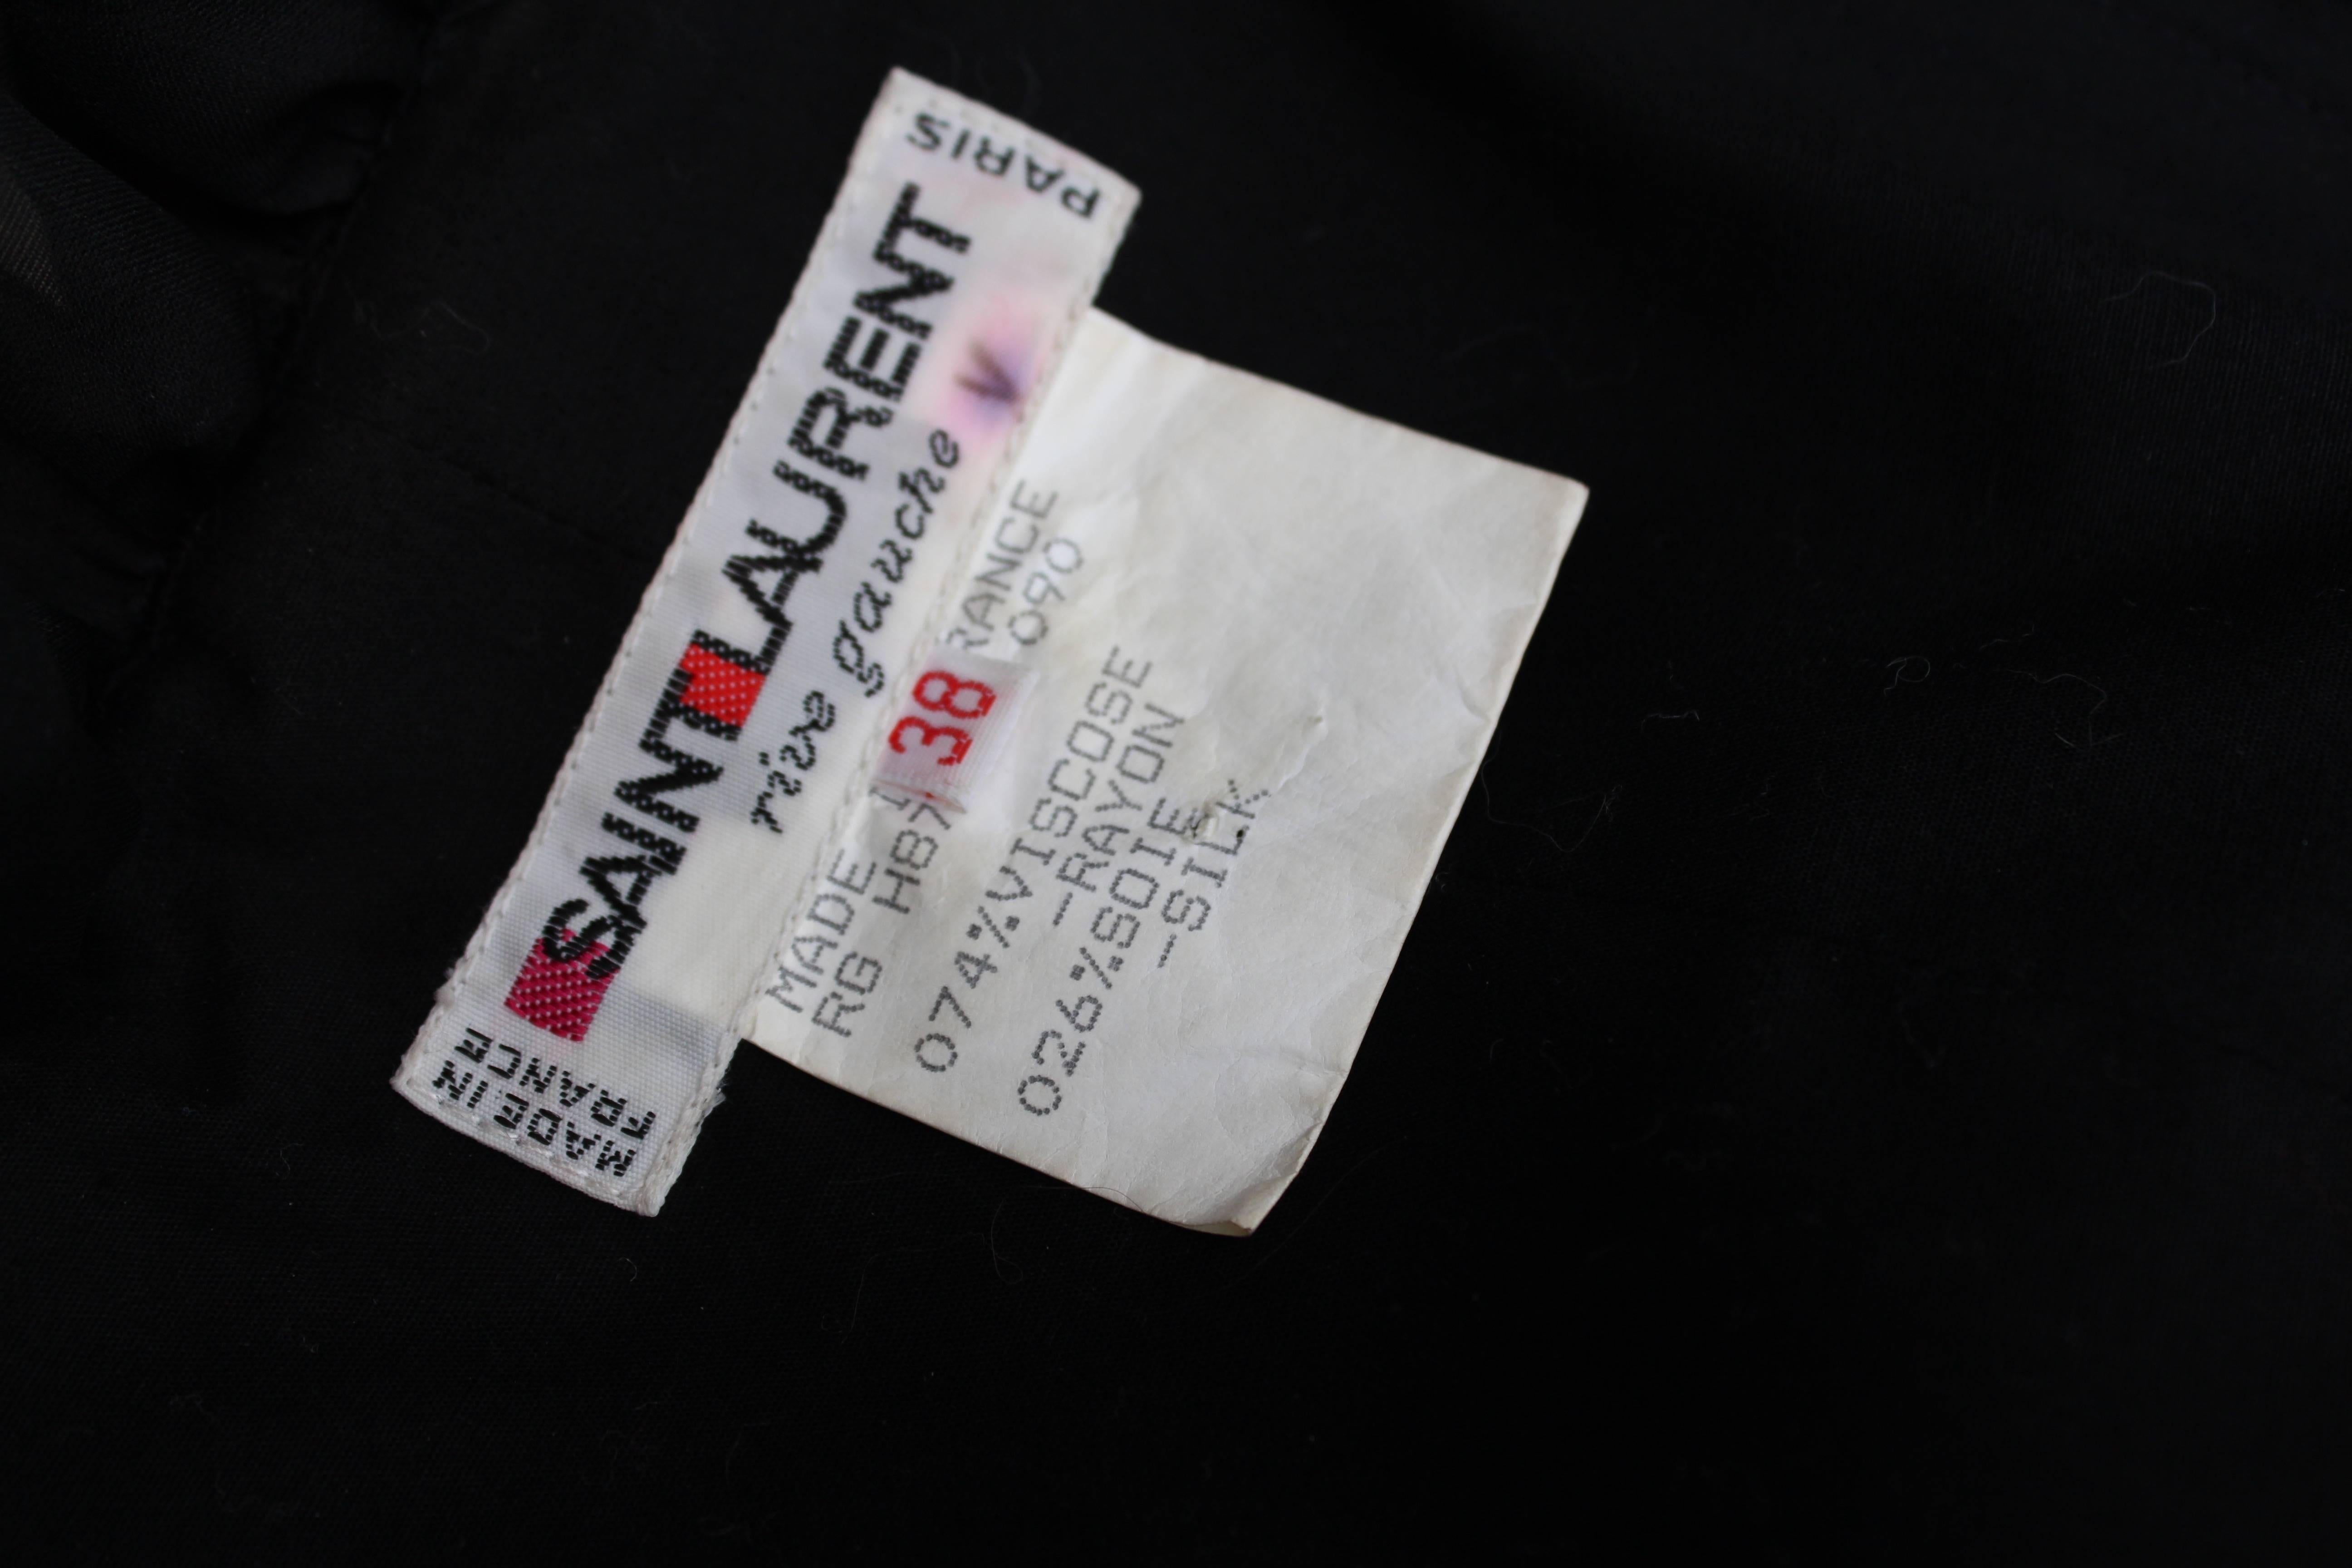 PARIS
SAINT LAURENT
rive gauche
MADE IN
FRANCE
38
MADE RANCE
RG H87 090
074%VISCOSE
-RAYON
026%SOIE
-SILK